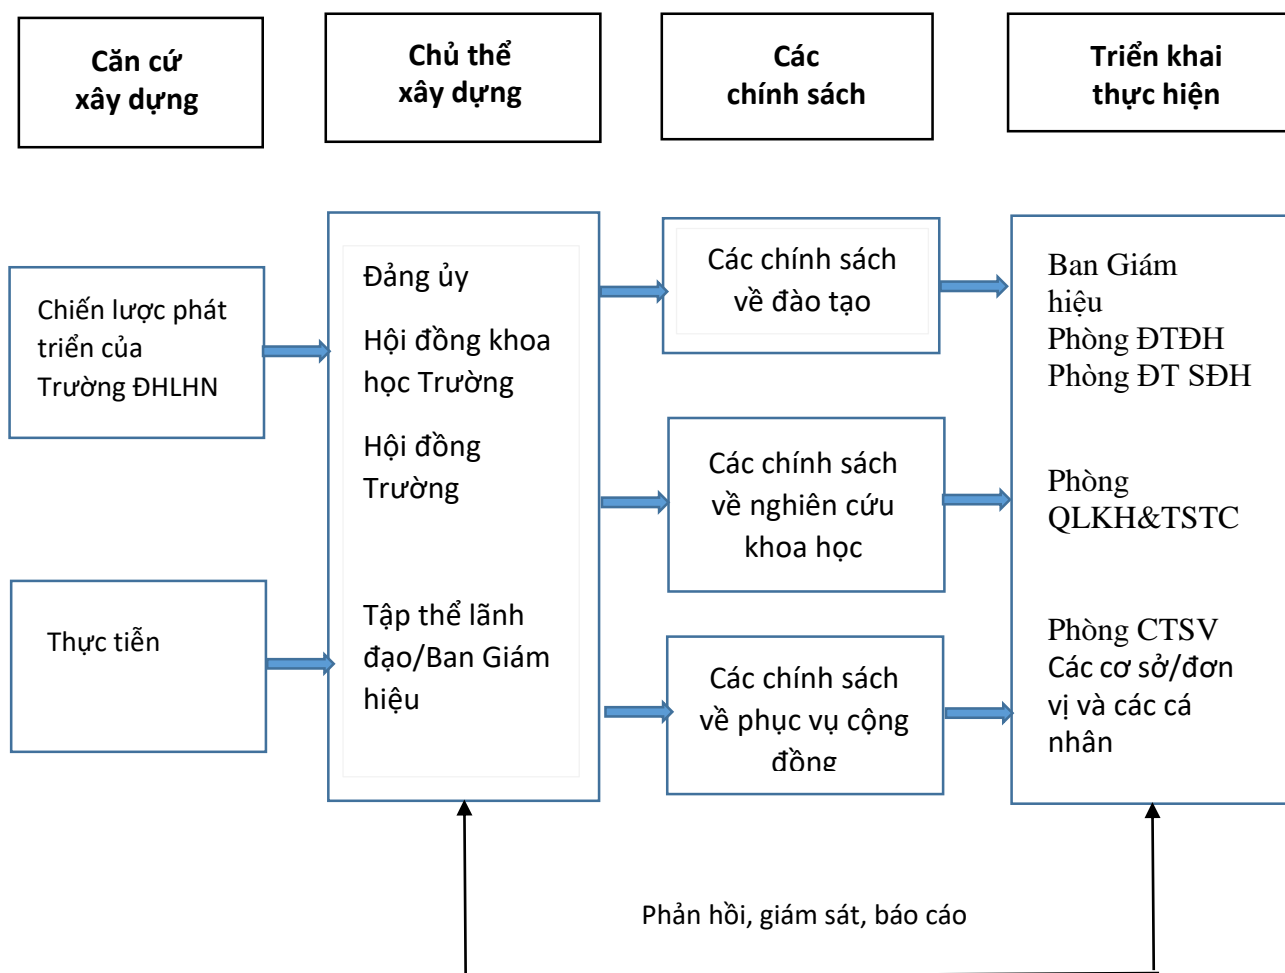 Căn cứ
xây dựng
Chủ thể
xây dựng
Các
chính sách
Triển khai
thực hiện
Chiến lược phát
triển của
Trường ĐHLHN
Thực tiễn
Đảng ủy
Hội đồng khoa
học Trường
Hội đồng
Trường
Tập thể lãnh
đạo/Ban Giám
hiệu
Các chính sách
về đào tạo
Các chính sách
về nghiên cứu
khoa học
Các chính sách
về phục vụ cộng
đồng
Ban Giám
hiệu
Phòng ĐTĐH
Phòng ĐT SĐH
Phòng
QLKH&TSTC
Phòng CTSV
Các cơ sở/đơn
vị và các cá
nhân
Phản hồi, giám sát, báo cáo